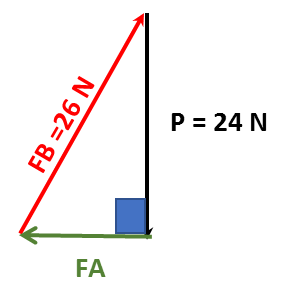 FB =26 N
P = 24 N
FA